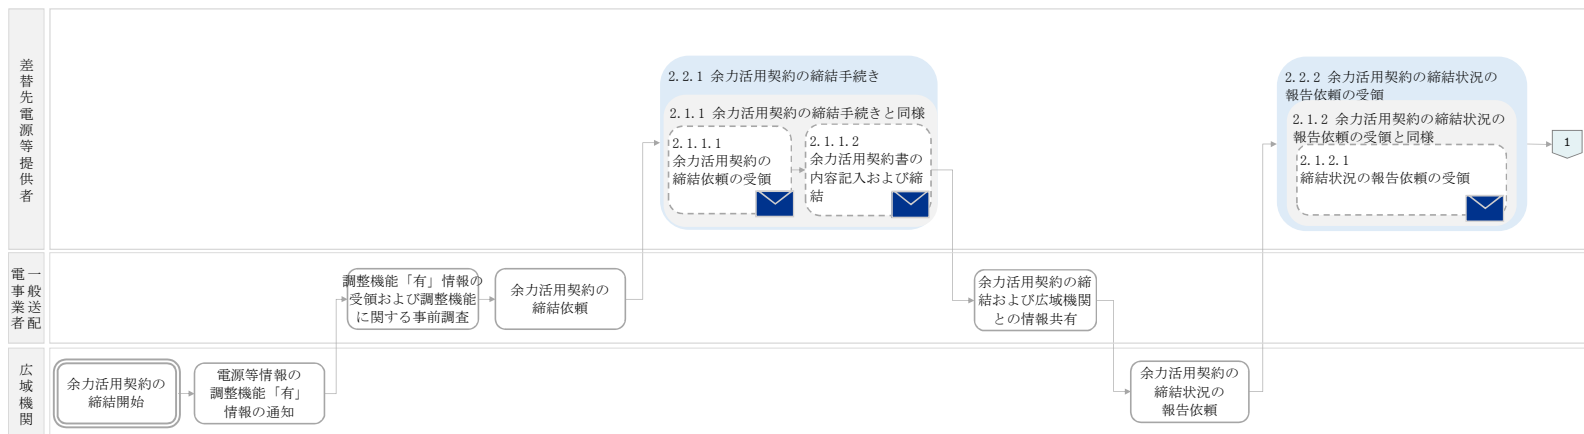 差替先電源等提供者
2.2.1 余力活用契約の締結手続き
2.1.1 余力活用契約の締結手続きと同様
2.1.1.1
余力活用契約の
締結依頼の受領
2.1.1.2
余力活用契約書の
内容記入および締
結
2.2.2 余力活用契約の締結状況の
報告依頼の受領
2.1.2 余力活用契約の締結状況の
報告依頼の受領と同様
2.1.2.1
締結状況の報告依頼の受領
1
一般送配
電事業者
調整機能「有」情報の
受領および調整機能
に関する事前調査
余力活用契約の
締結依頼
余力活用契約の締
結および広域機関
との情報共有
広域機関
余力活用契約の
締結開始
電源等情報の
調整機能「有」
情報の通知
余力活用契約の
締結状況の
報告依頼